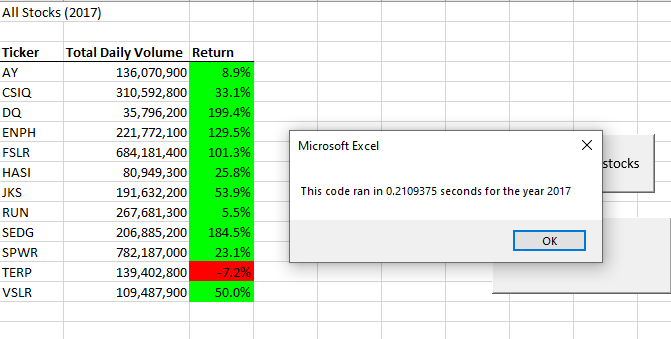 All Stocks (2017)
Ticker Total Daily Volume Return
AY 136,070,900 8.9%
CSIQ 310,592,800 33.1%
DQ 35,796,200 199.4%
ENPH 221,772,100 129.5%
FSLR 684,181,400 101.3%
HASI 80,949,300 25.8%
JKS 191,632,200 53.9%
RUN 267,681,300 5.5%
SEDG 206,885,200 184.5%
SPWR 782,187,000 23.1%
TERP 139,402,800 -7.2%
VSLR 109,487,900 50.0%
Microsoft Excel
This code ran in 0.2109375 seconds for the year 2017
OK
stocks